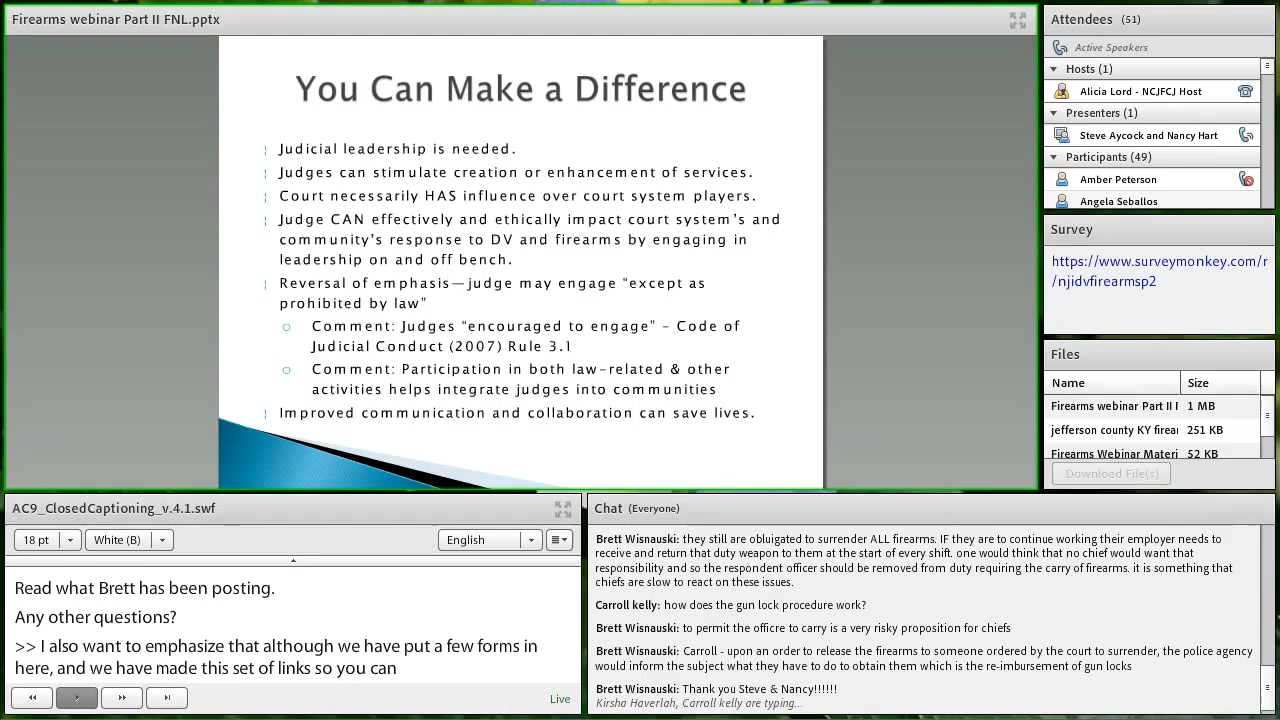 Firearms webinar Part II FNL.pptx
You Can Make a Difference
Judicial leadership is needed.
Judges can stimulate creation or enhancement of services.
Court necessarily HAS influence over court system players.
Judge CAN effectively and ethically impact court system's and
community's response to DV and firearms by engaging in
leadership on and off bench.
Reversal of emphasis—judge may engage "except as
prohibited by law"
o Comment: Judges "encouraged to engage" – Code of
Judicial Conduct (2007) Rule 3.1
o Comment: Participation in both law-related & other
activities helps integrate judges into communities
Improved communication and collaboration can save lives.
Attendees (51)
Active Speakers
Hosts (1)
Alicia Lord - NCJFCJ Host
Presenters (1)
Steve Aycock and Nancy Hart
Participants (49)
Amber Peterson
Angela Seballos
Survey
https://www.surveymonkey.com/r
/njidvfirearmsp2
Files
Name Size
Firearms webinar Part II F 1 MB
jefferson county KY firear 251 KB
Firearms Webinar Materi 52 KB
Download File(s)
AC9_ClosedCaptioning_v.4.1.swf
18 pt White (B) English
Read what Brett has been posting.
Any other questions?
>> I also want to emphasize that although we have put a few forms in
here, and we have made this set of links so you can
Live
Chat (Everyone)
Brett Wisnauski: they still are obluigated to surrender ALL firearms. IF they are to continue working their employer needs to
receive and return that duty weapon to them at the start of every shift. one would think that no chief would want that
responsibility and so the respondent officer should be removed from duty requiring the carry of firearms. it is something that
chiefs are slow to react on these issues.
Carroll kelly: how does the gun lock procedure work?
Brett Wisnauski: to permit the officre to carry is a very risky proposition for chiefs
Brett Wisnauski: Carroll - upon an order to release the firearms to someone ordered by the court to surrender, the police agency
would inform the subject what they have to do to obtain them which is the re-imbursement of gun locks
Brett Wisnauski: Thank you Steve & Nancy!!!!!!
Kirsha Haverlah, Carroll kelly are typing...